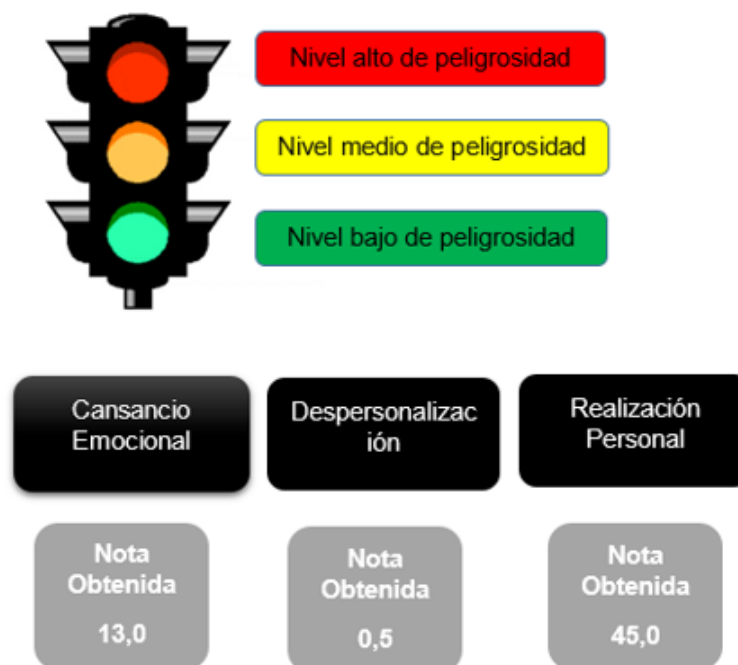 Nivel alto de peligrosidad
Nivel medio de peligrosidad
Nivel bajo de peligrosidad
Cansancio
Emocional
Despersonalizac
ión
Realización
Personal
Nota
Obtenida
13,0
Nota
Obtenida
0,5
Nota
Obtenida
45,0